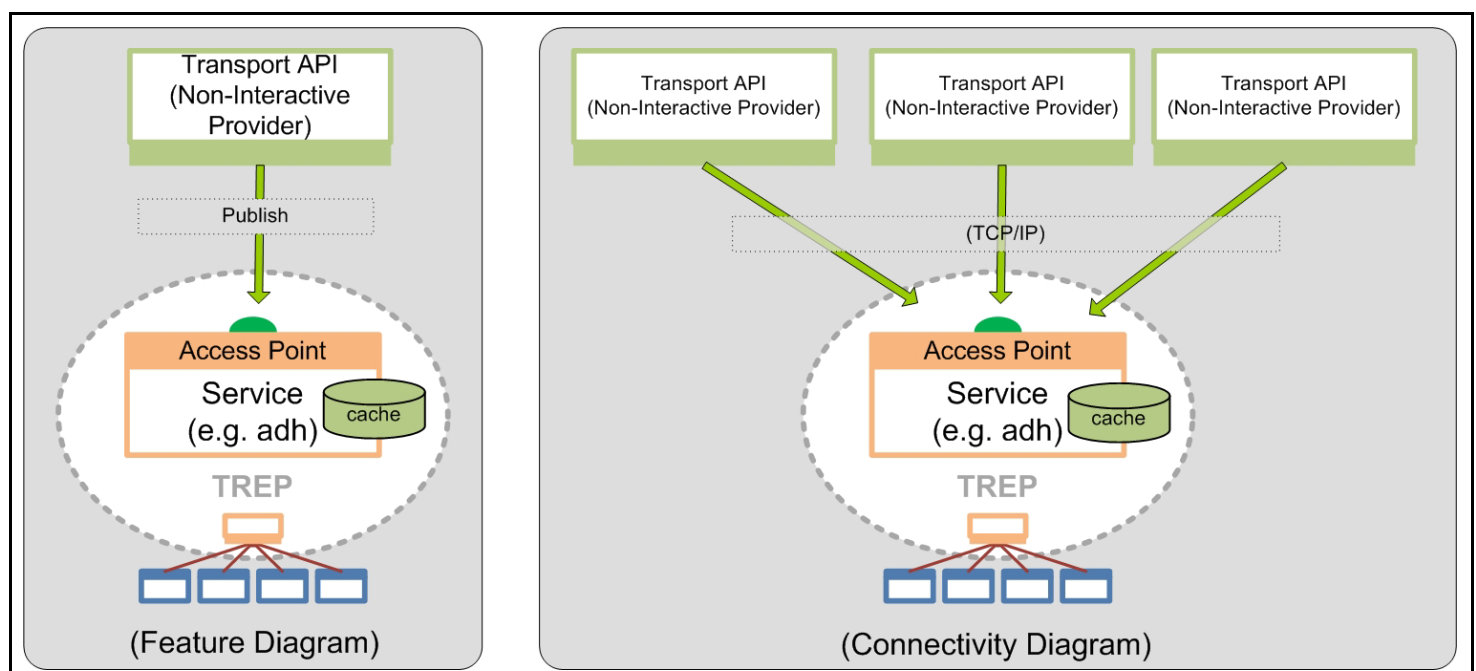 Transport API
(Non-Interactive
Provider)
Publish
Access Point
Service
(e.g. adh)
cache
TREP
(Feature Diagram)
Transport API
(Non-Interactive Provider)
Transport API
(Non-Interactive Provider)
Transport API
(Non-Interactive Provider)
(TCP/IP)
Access Point
Service
(e.g. adh)
cache
TREP
(Connectivity Diagram)